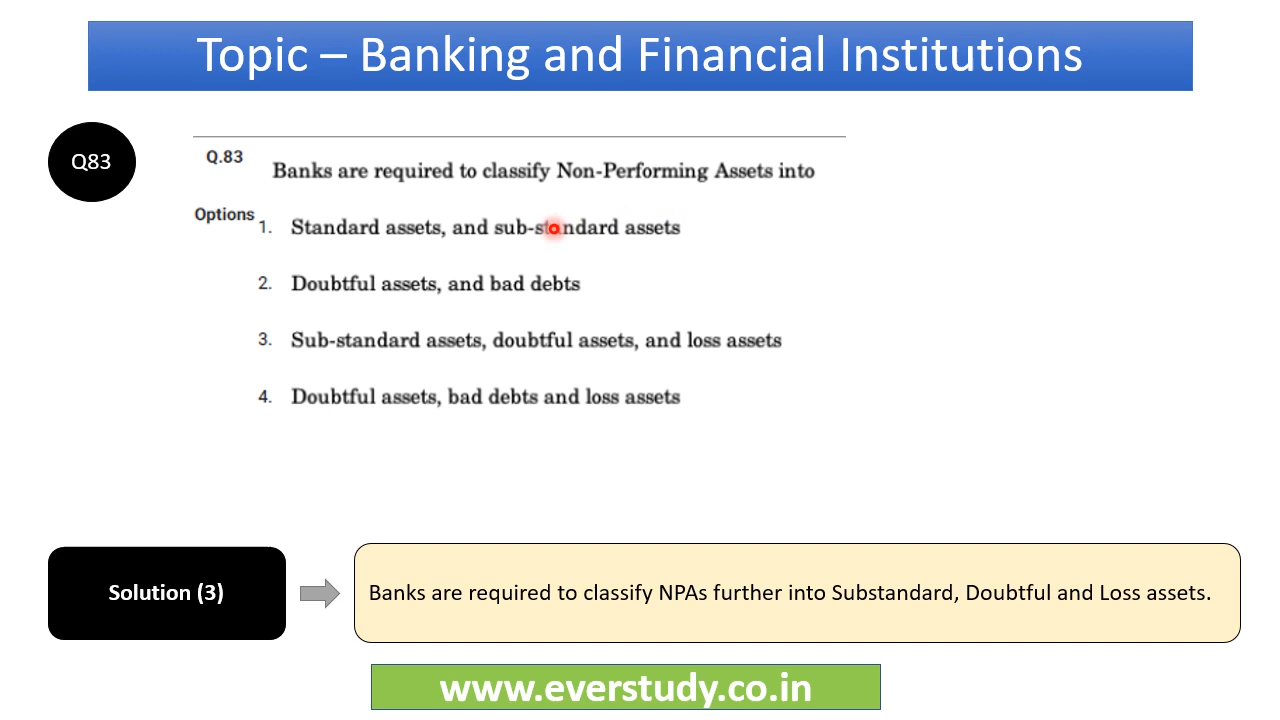 Topic – Banking and Financial Institutions
Q83
Q.83
Banks are required to classify Non-Performing Assets into
Options
1. Standard assets, and sub-standard assets
2. Doubtful assets, and bad debts
3. Sub-standard assets, doubtful assets, and loss assets
4. Doubtful assets, bad debts and loss assets
Solution (3)
Banks are required to classify NPAs further into Substandard, Doubtful and Loss assets.
www.everstudy.co.in